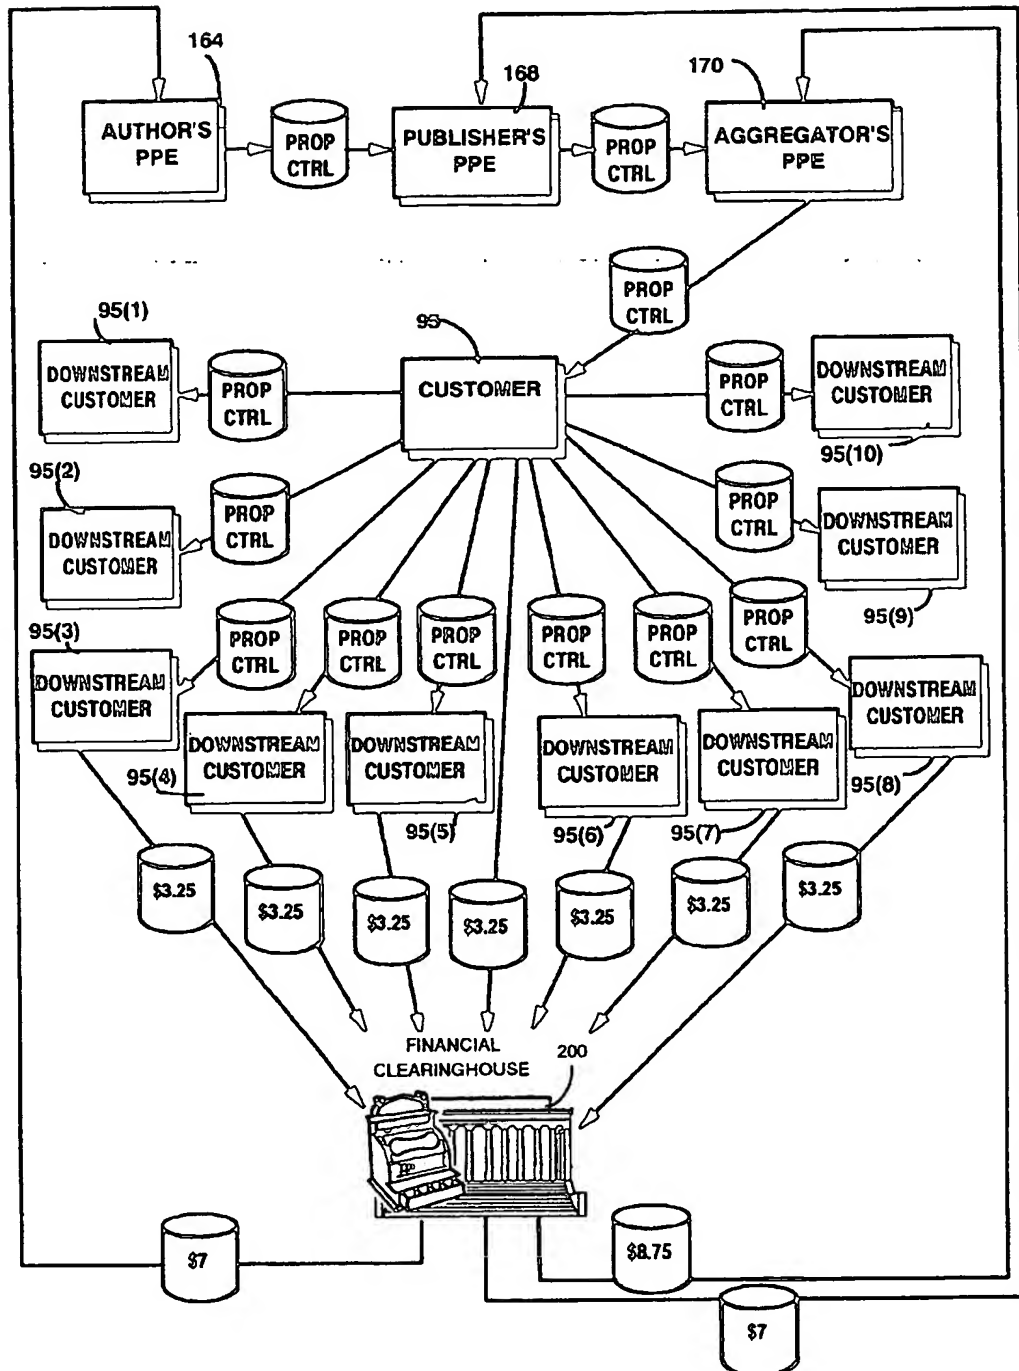 164
168
170
AUTHOR'S
PPE
PROP
CTRL
PUBLISHER'S
PPE
PROP
CTRL
AGGREGATOR'S
PPE
PROP
CTRL
95(1)
95
DOWNSTREAM
CUSTOMER
PROP
CTRL
CUSTOMER
PROP
CTRL
DOWNSTREAM
CUSTOMER
95(10)
95(2)
DOWNSTREAM
CUSTOMER
PROP
CTRL
PROP
CTRL
DOWNSTREAM
CUSTOMER
95(9)
95(3)
DOWNSTREAM
CUSTOMER
PROP
CTRL
PROP
CTRL
PROP
CTRL
PROP
CTRL
PROP
CTRL
PROP
CTRL
DOWNSTREAM
CUSTOMER
95(8)
95(4)
DOWNSTREAM
CUSTOMER
DOWNSTREAM
CUSTOMER
95(5)
DOWNSTREAM
CUSTOMER
95(6)
DOWNSTREAM
CUSTOMER
95(7)
$3.25
$3.25
$3.25
$3.25
$3.25
$3.25
$3.25
FINANCIAL
CLEARINGHOUSE
200
$7
$8.75
$7